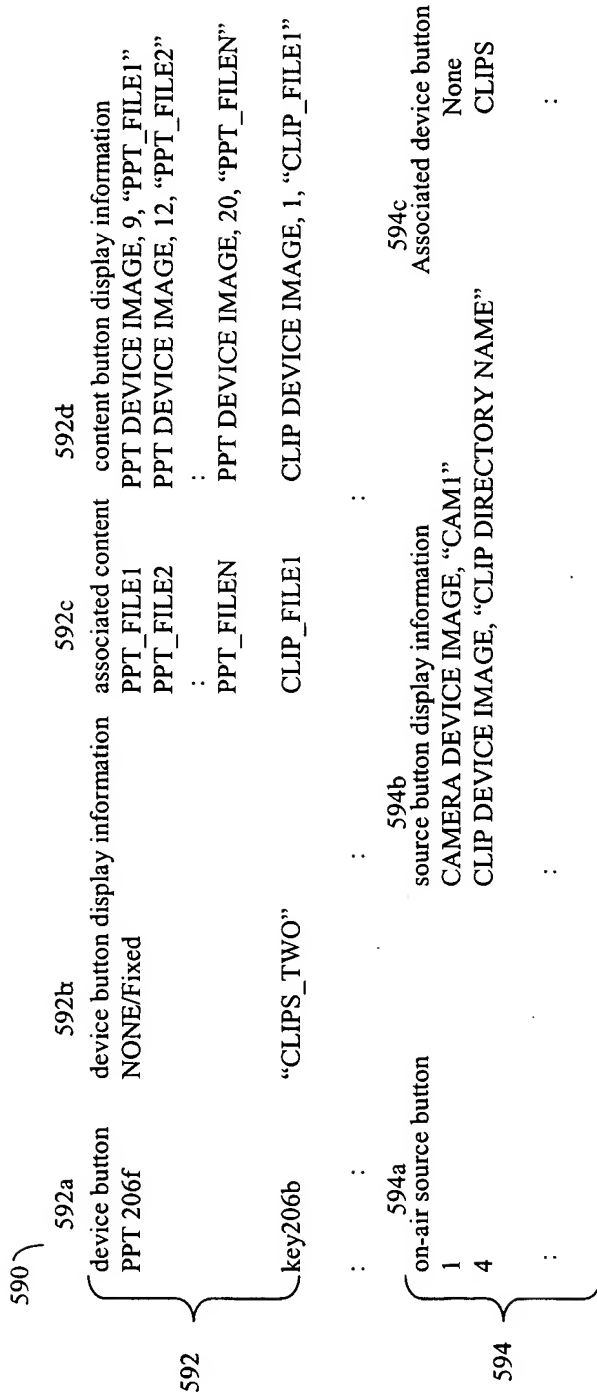 590
592a 592b 592c 592d
device button device button display information associated content content button display information
PPT 206f NONE/Fixed PPT_FILE1 PPT DEVICE IMAGE, 9, “PPT_FILE1”
PPT_FILE2 PPT DEVICE IMAGE, 12, “PPT_FILE2”
: :
PPT_FILEN PPT DEVICE IMAGE, 20, “PPT_FILEN”
592
key206b “CLIPS_TWO” CLIP_FILE1 CLIP DEVICE IMAGE, 1, “CLIP_FILE1”
: : : :
594a 594b 594c
on-air source button source button display information Associated device button
1 CAMERA DEVICE IMAGE, “CAM1” None
4 CLIP DEVICE IMAGE, “CLIP DIRECTORY NAME” CLIPS
594
: : :